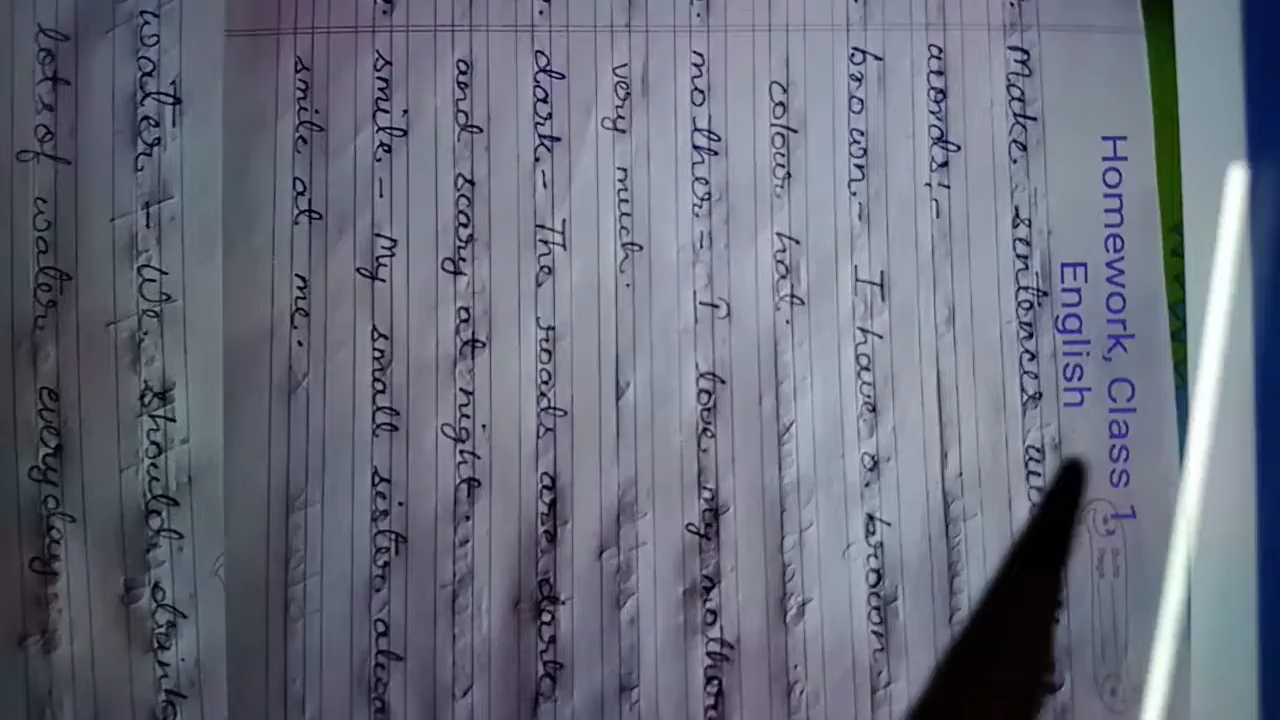 Homework, Class 1
English
Make sentences
words:-
brown - I have a brown
colour hat.
mother - I love my mother
very much.
dark - The roads are dark
and scary at night
smile - My small sister
smile at me.
water - We should drink
lots of water everyday